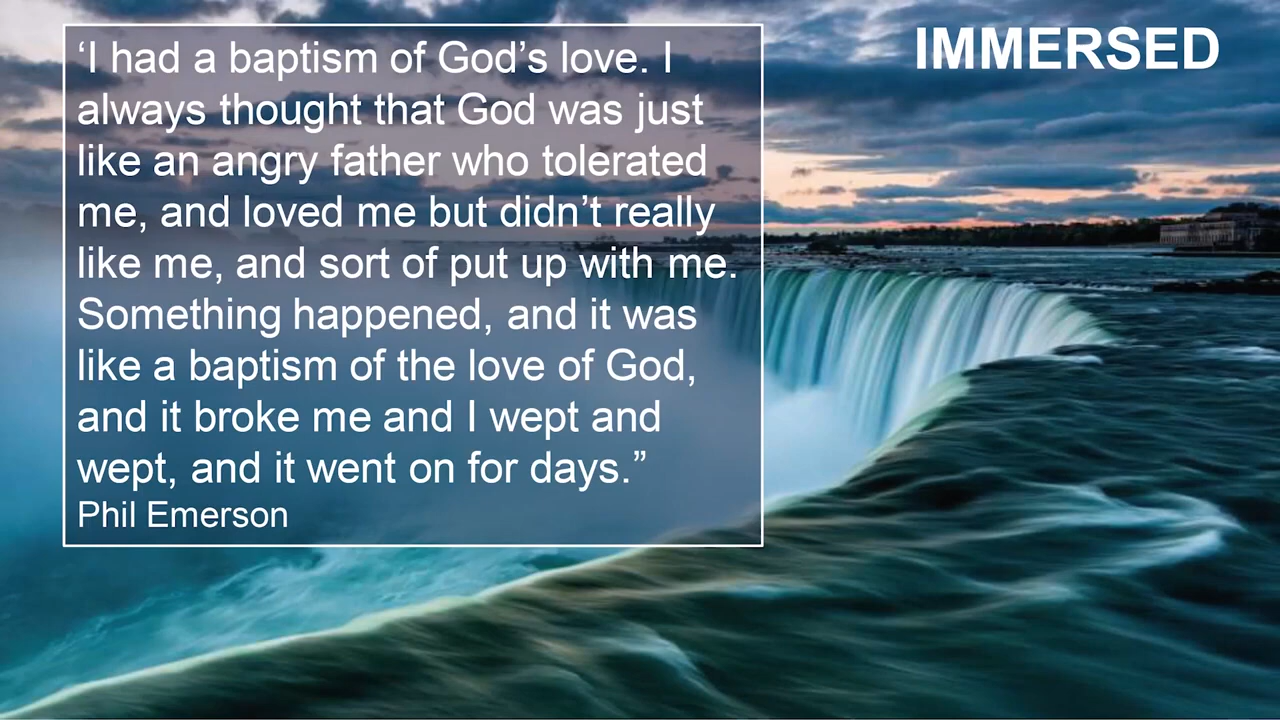 IMMERSED
‘I had a baptism of God’s love. I
always thought that God was just
like an angry father who tolerated
me, and loved me but didn’t really
like me, and sort of put up with me.
Something happened, and it was
like a baptism of the love of God,
and it broke me and I wept and
wept, and it went on for days.”
Phil Emerson